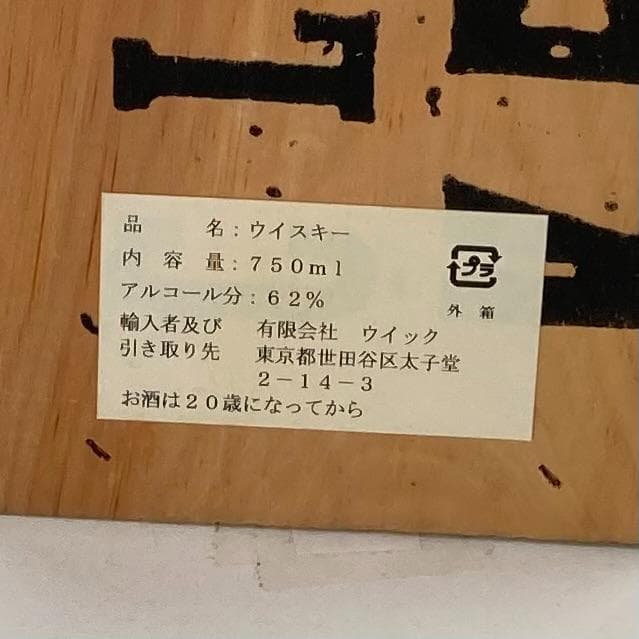 品　　　名：ウイスキー
内　容　量：７５０ｍｌ
アルコール分：６２％
輸入者及び　有限会社　ウイック
引き取り先　東京都世田谷区太子堂
２－１４－３
お酒は２０歳になってから
プラ
外　箱